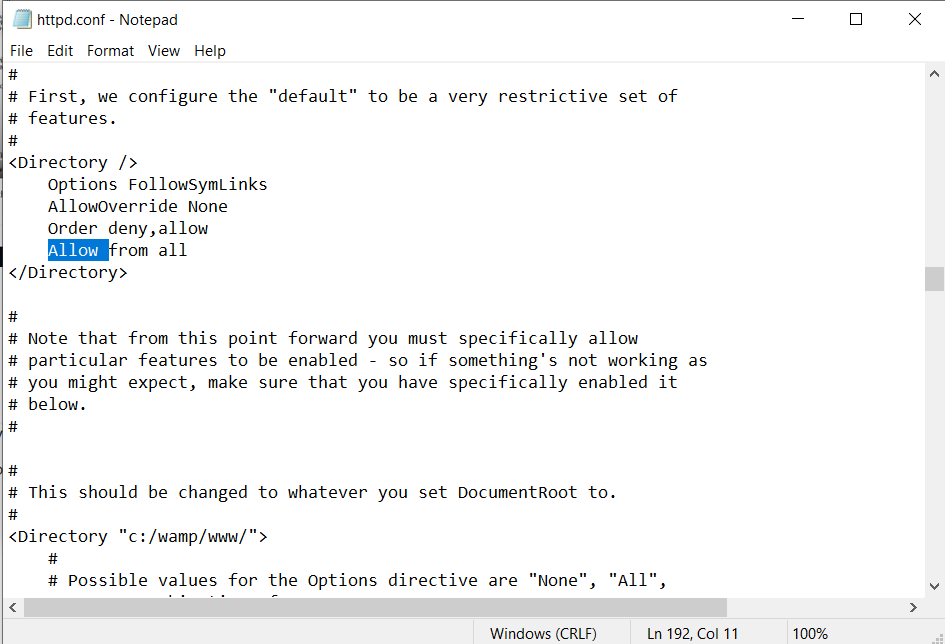 httpd.conf - Notepad
File Edit Format View Help
#
# First, we configure the "default" to be a very restrictive set of
# features.
#
<Directory />
    Options FollowSymLinks
    AllowOverride None
    Order deny,allow
    Allow from all
</Directory>
#
# Note that from this point forward you must specifically allow
# particular features to be enabled - so if something's not working as
# you might expect, make sure that you have specifically enabled it
# below.
#
#
# This should be changed to whatever you set DocumentRoot to.
#
<Directory "c:/wamp/www/">
    #
    # Possible values for the Options directive are "None", "All",
Windows (CRLF) Ln 192, Col 11 100%